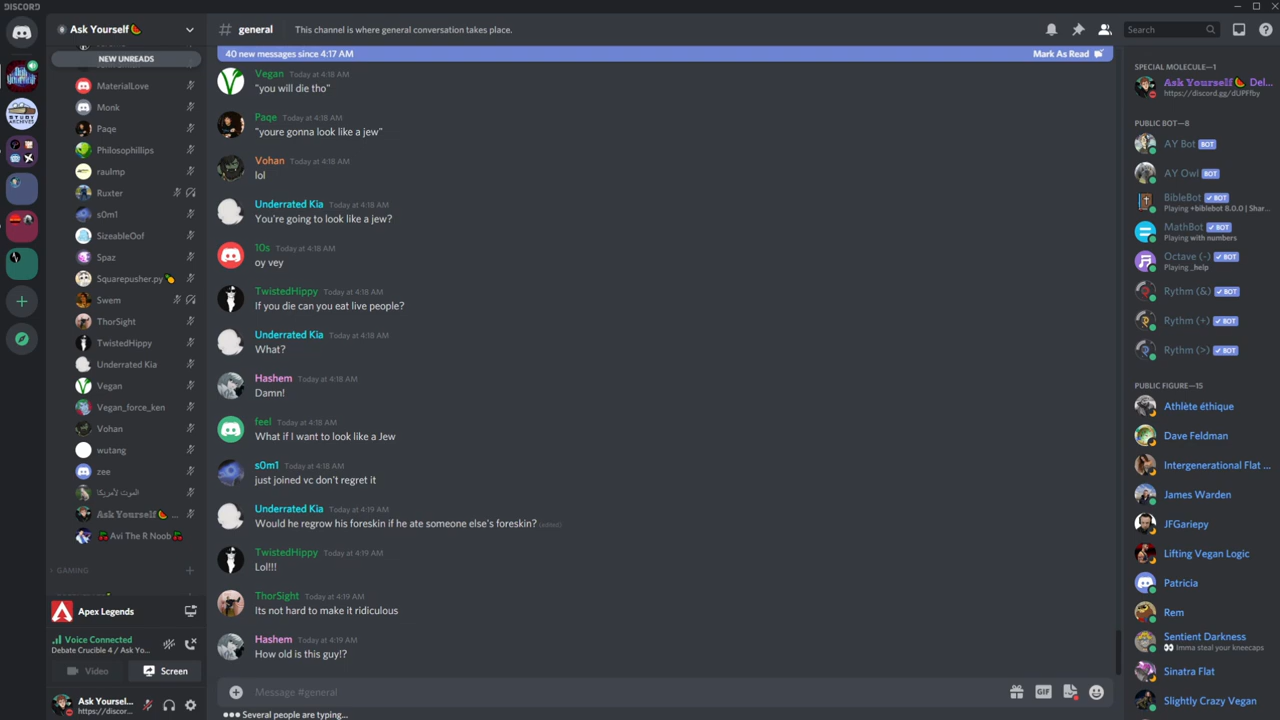 DISCORD
Ask Yourself
general
This channel is where general conversation takes place.
Search
NEW UNREADS
MaterialLove
Monk
Paqe
Philosophillips
raulmp
Ruxter
s0m1
SizeableOof
Spaz
Squarepusher.py
Swem
ThorSight
TwistedHippy
Underrated Kia
Vegan
Vegan_force_ken
Vohan
wutang
zee
الموت لأمريكا
Ask Yourself ...
Avi The R Noob
GAMING
Apex Legends
Voice Connected
Debate Crucible 4 / Ask Yo...
Video
Screen
Ask Yoursel...
https://discor...
40 new messages since 4:17 AM
Mark As Read
Vegan Today at 4:18 AM
"you will die tho"
Paqe Today at 4:18 AM
"youre gonna look like a jew"
Vohan Today at 4:18 AM
lol
Underrated Kia Today at 4:18 AM
You're going to look like a jew?
10s Today at 4:18 AM
oy vey
TwistedHippy Today at 4:18 AM
If you die can you eat live people?
Underrated Kia Today at 4:18 AM
What?
Hashem Today at 4:18 AM
Damn!
feel Today at 4:18 AM
What if I want to look like a Jew
s0m1 Today at 4:18 AM
just joined vc don't regret it
Underrated Kia Today at 4:19 AM
Would he regrow his foreskin if he ate someone else's foreskin? (edited)
TwistedHippy Today at 4:19 AM
Lol!!!
ThorSight Today at 4:19 AM
Its not hard to make it ridiculous
Hashem Today at 4:19 AM
How old is this guy!?
Message #general
GIF
Several people are typing...
SPECIAL MOLECULE—1
Ask Yourself Del...
https://discord.gg/dUPFfby
PUBLIC BOT—8
AY Bot BOT
AY Owl BOT
BibleBot BOT
Playing +biblebot 8.0.0 | Shar...
MathBot BOT
Playing with numbers
Octave (-) BOT
Playing _help
Rythm (&) BOT
Rythm (+) BOT
Rythm (>) BOT
PUBLIC FIGURE—15
Athlète éthique
Dave Feldman
Intergenerational Flat ...
James Warden
JFGariepy
Lifting Vegan Logic
Patricia
Rem
Sentient Darkness
Imma steal your kneecaps
Sinatra Flat
Slightly Crazy Vegan